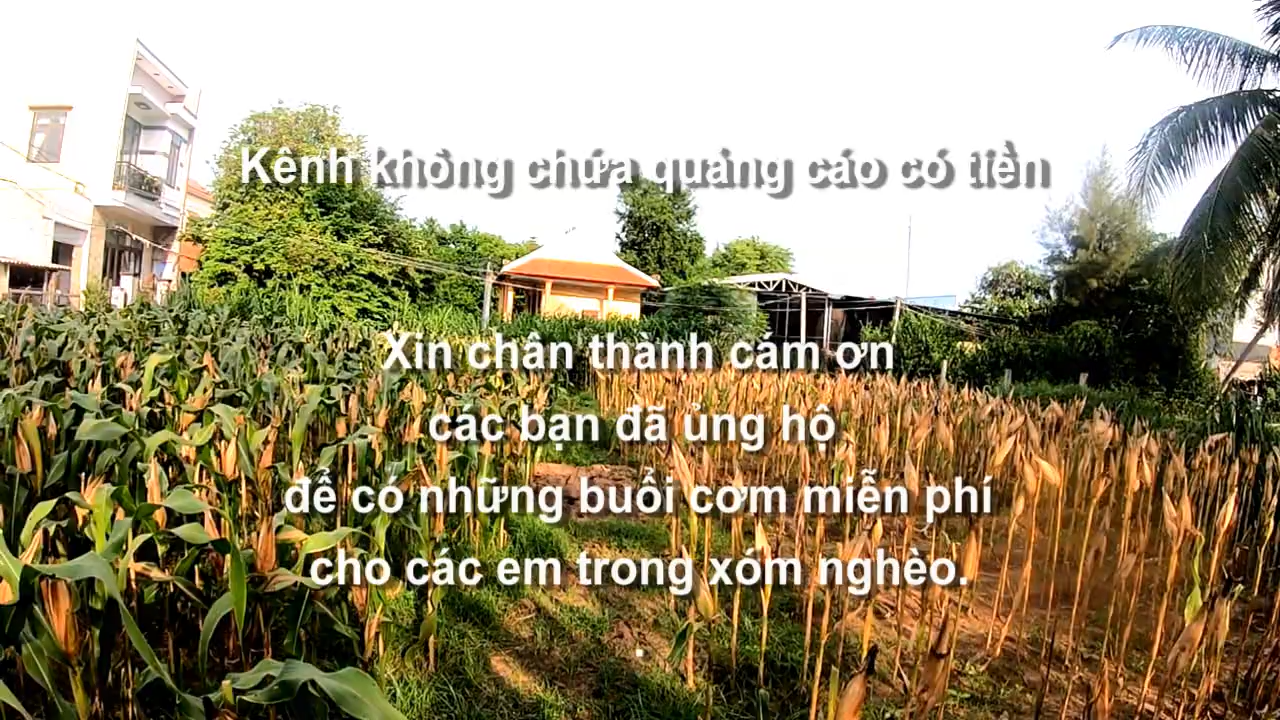 Kênh không chứa quảng cáo có tiền
Xin chân thành cảm ơn
các bạn đã ủng hộ
để có những buổi cơm miễn phí
cho các em trong xóm nghèo.